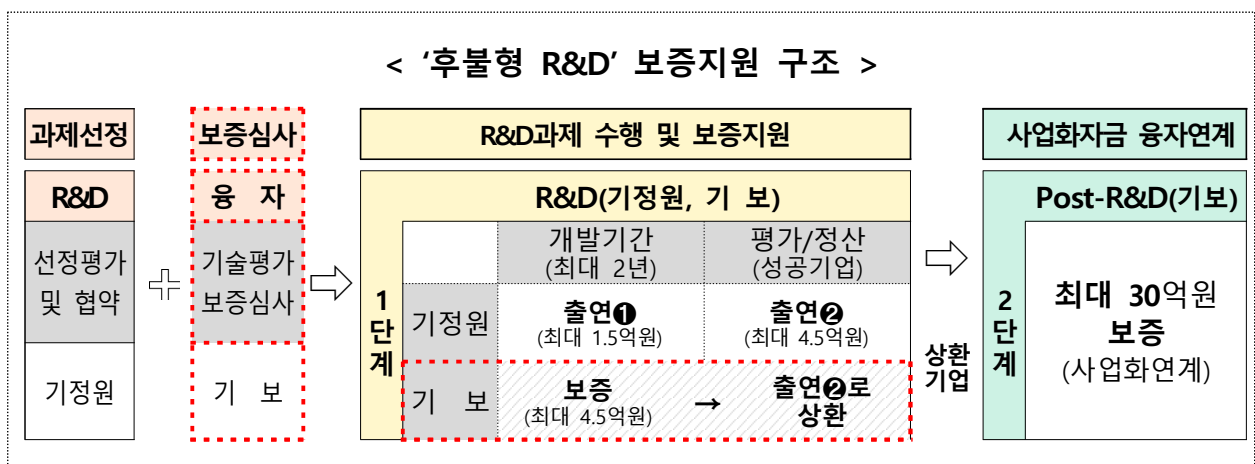 < ‘후불형 R&D’ 보증지원 구조 >
과제선정
보증심사
R&D과제 수행 및 보증지원
사업화자금 융자연계
R&D
선정평가
및 협약
기정원
융 자
기술평가
보증심사
기 보
1
단
계
R&D(기정원, 기 보)
개발기간
(최대 2년)
평가/정산
(성공기업)
기정원
출연❶
(최대 1.5억원)
출연❷
(최대 4.5억원)
기 보
보증
(최대 4.5억원)
→
출연❷로
상환
상환
기업
2
단
계
Post-R&D(기보)
최대 30억원
보증
(사업화연계)